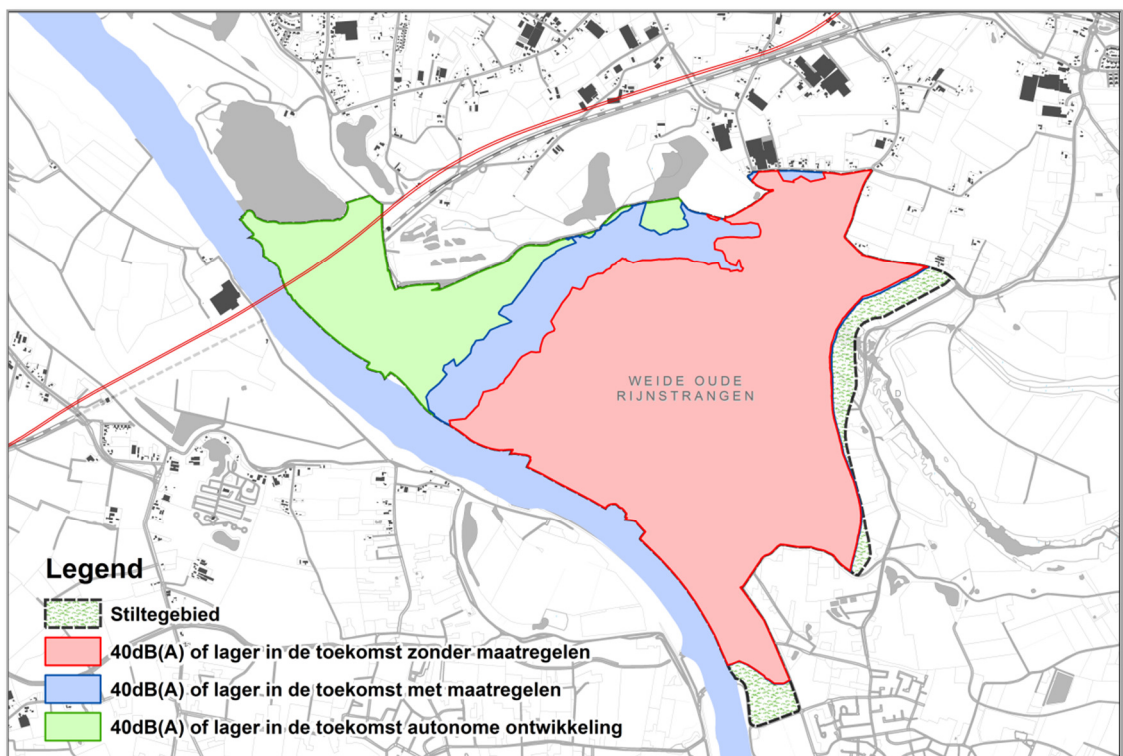 WEIDE OUDE
RIJNSTRANGEN
Legend
Stiltegebied
40dB(A) of lager in de toekomst zonder maatregelen
40dB(A) of lager in de toekomst met maatregelen
40dB(A) of lager in de toekomst autonome ontwikkeling